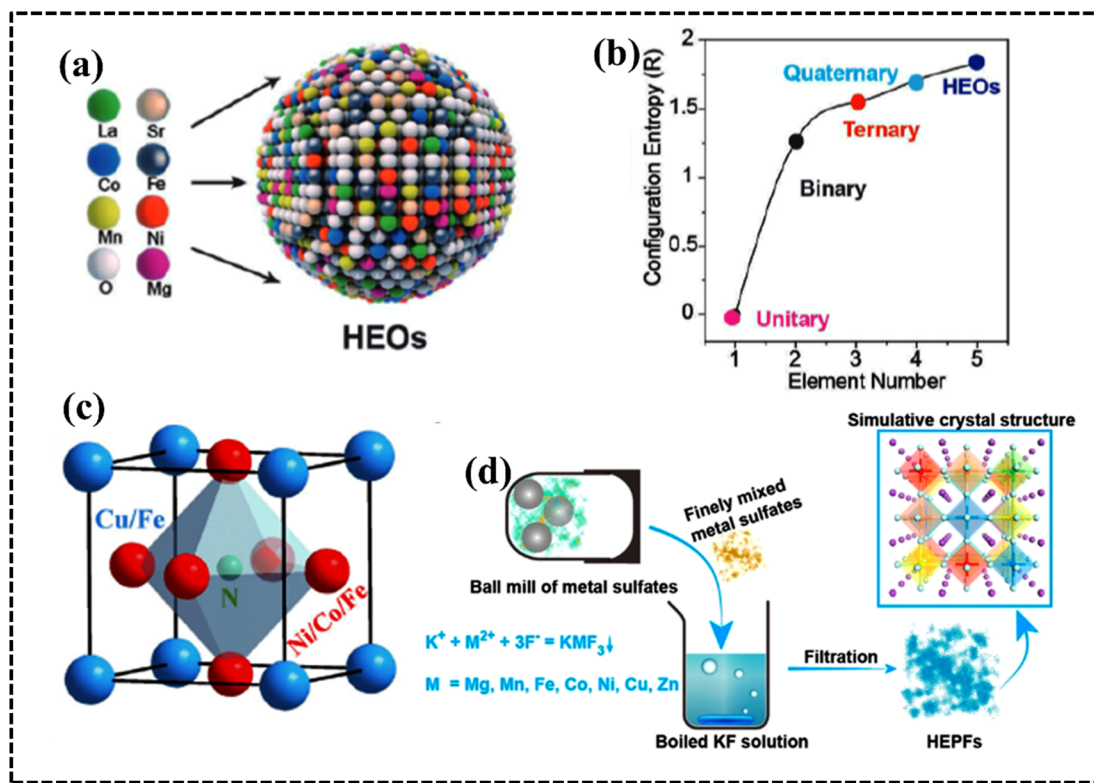 (a)
La Sr
Co Fe
Mn Ni
O Mg
HEOs
(b)
Configuration Entropy (R)
2
1.5
1
0.5
0
Quaternary
HEOs
Ternary
Binary
Unitary
1 2 3 4 5
Element Number
(c)
Cu/Fe
N
Ni/Co/Fe
(d)
Ball mill of metal sulfates
Finely mixed
metal sulfates
K⁺ + M²⁺ + 3F⁻ = KMF₃↓
M = Mg, Mn, Fe, Co, Ni, Cu, Zn
Boiled KF solution
Filtration
Simulative crystal structure
HEPFs